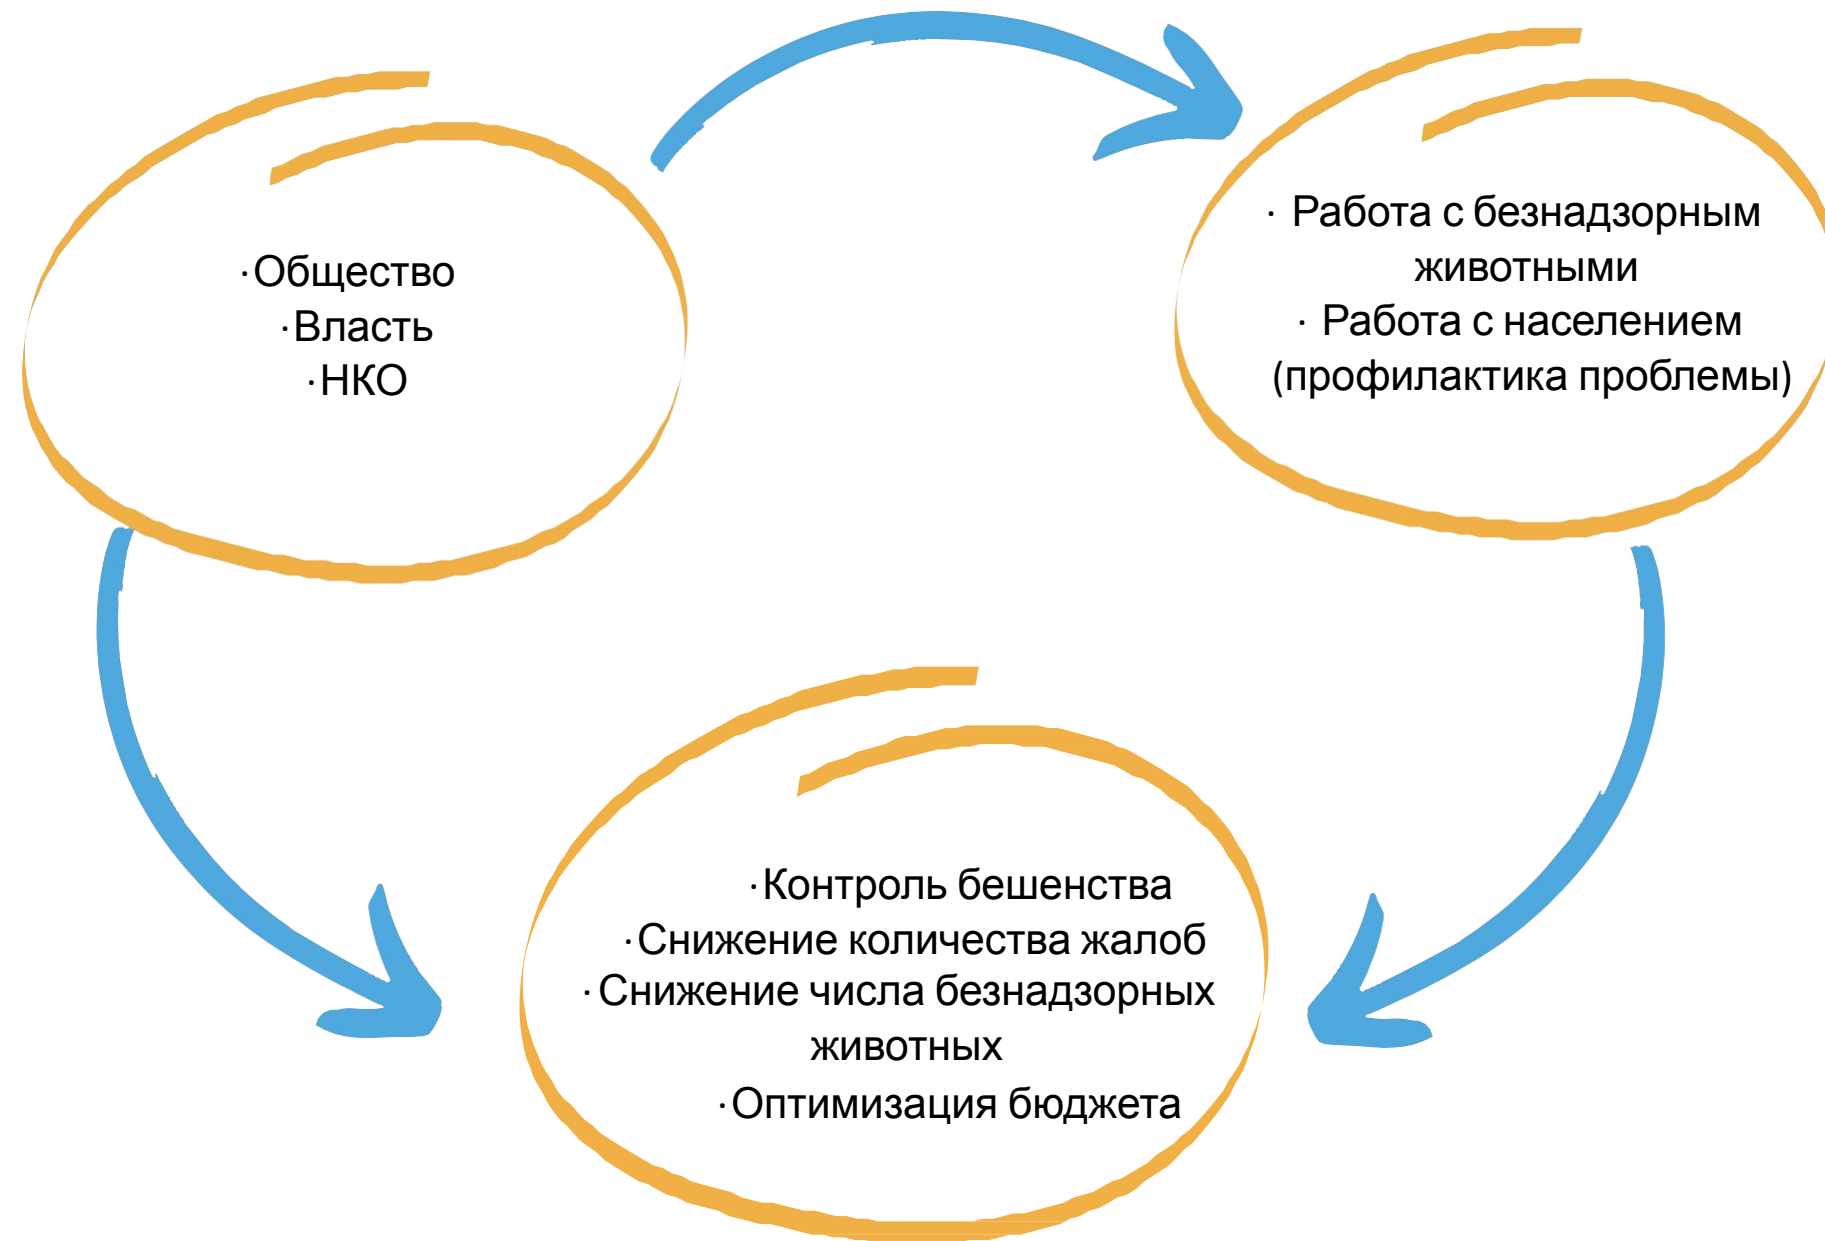 ·Общество
·Власть
·НКО
· Работа с безнадзорным
животными
· Работа с населением
(профилактика проблемы)
·Контроль бешенства
·Снижение количества жалоб
·Снижение числа безнадзорных
животных
·Оптимизация бюджета